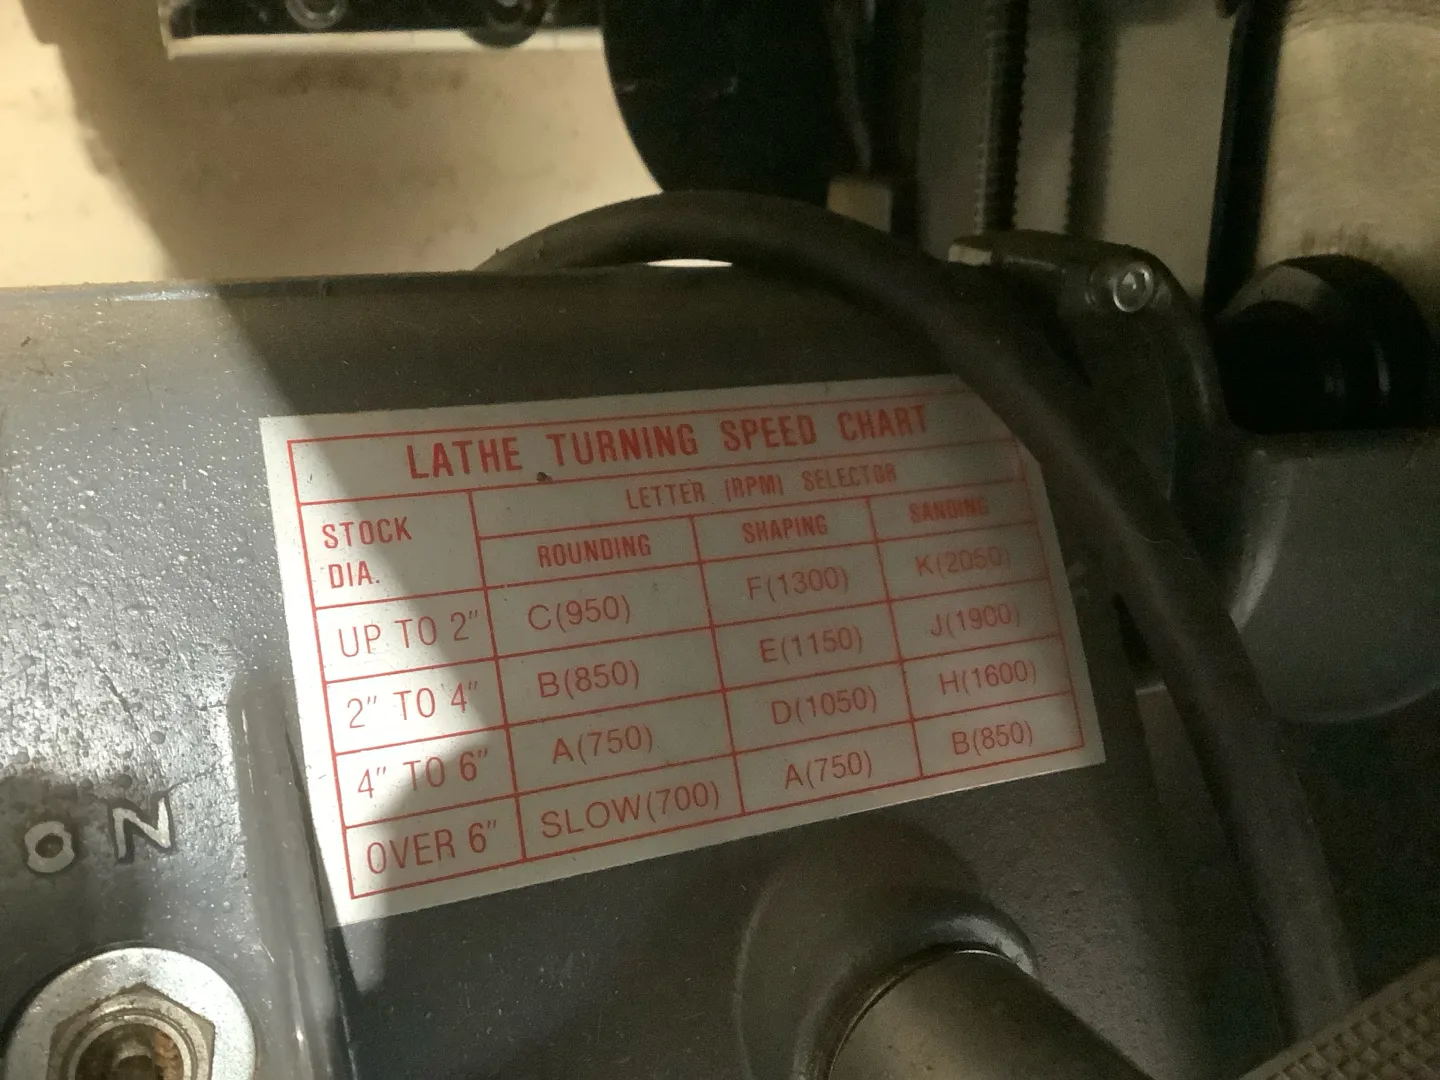 LATHE TURNING SPEED CHART
STOCK DIA. LETTER (RPM) SELECTOR
ROUNDING SHAPING SANDING
UP TO 2" C(950) F(1300) K(2050)
2" TO 4" B(850) E(1150) J(1900)
4" TO 6" A(750) D(1050) H(1600)
OVER 6" SLOW(700) A(750) B(850)
ON